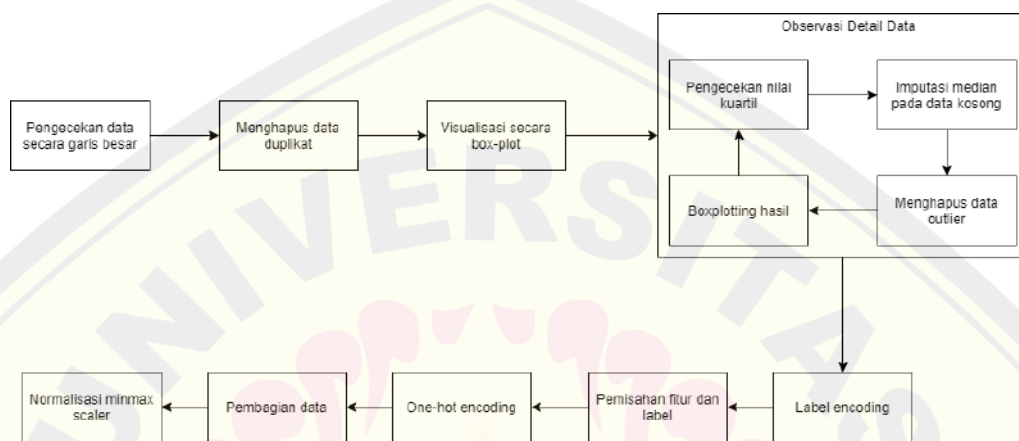 Observasi Detail Data
Pengecekan data
secara garis besar
Menghapus data
duplikat
Visualisasi secara
box-plot
Pengecekan nilai
kuartil
Imputasi median
pada data kosong
Menghapus data
outlier
Boxplotting hasil
Label encoding
Pemisahan fitur dan
label
One-hot encoding
Pembagian data
Normalisasi minmax
scaler
UNIVERSITAS